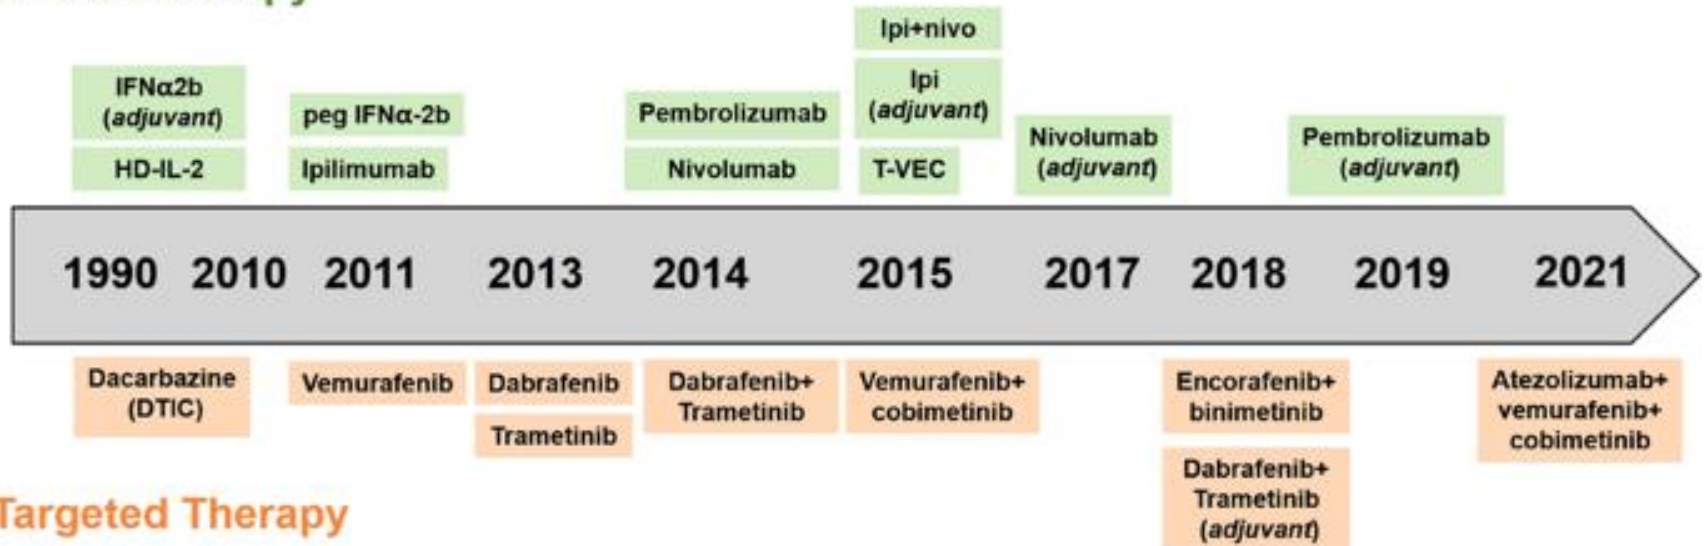 Ipi+nivo
IFNα2b
(adjuvant)
HD-IL-2
peg IFNα-2b
Ipilimumab
Pembrolizumab
Nivolumab
Ipi
(adjuvant)
T-VEC
Nivolumab
(adjuvant)
Pembrolizumab
(adjuvant)
1990 2010 2011 2013 2014 2015 2017 2018 2019 2021
Dacarbazine
(DTIC)
Vemurafenib
Dabrafenib
Trametinib
Dabrafenib+
Trametinib
Vemurafenib+
cobimetinib
Encorafenib+
binimetinib
Dabrafenib+
Trametinib
(adjuvant)
Atezolizumab+
vemurafenib+
cobimetinib
Targeted Therapy